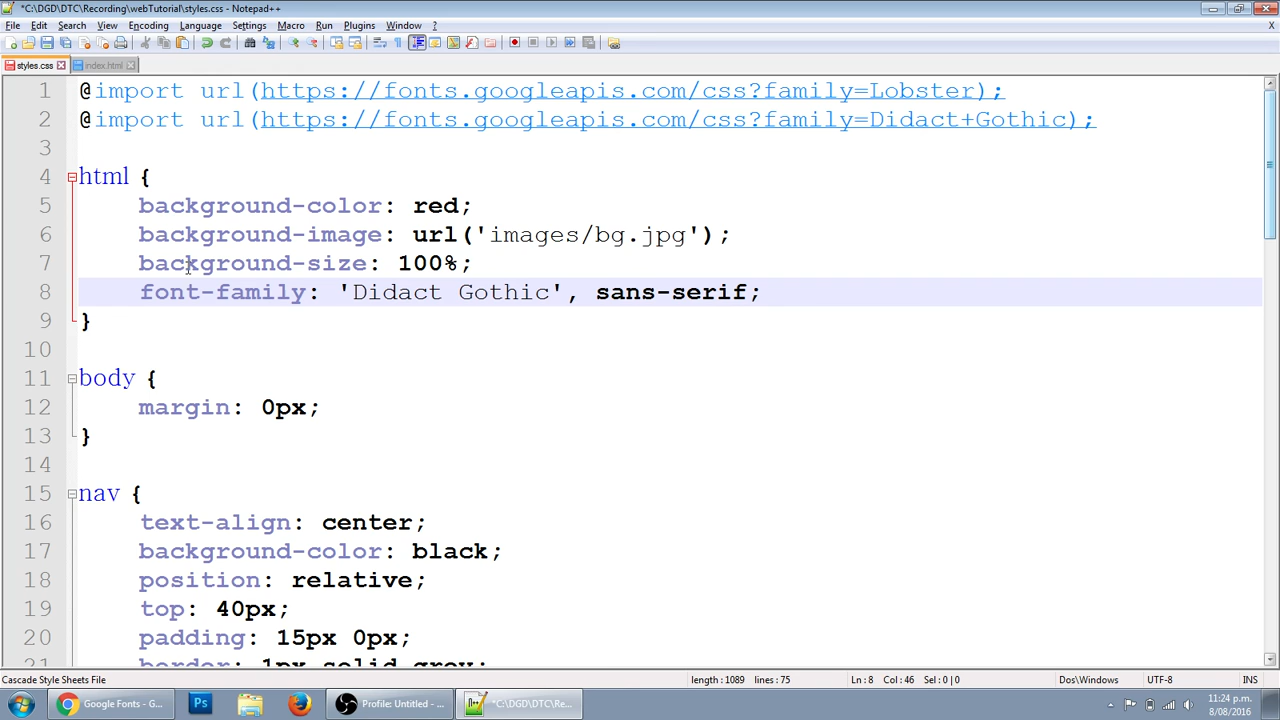 *C:\DGD\DTC\Recording\webTutorial\styles.css - Notepad++
File Edit Search View Encoding Language Settings Macro Run Plugins Window ?
X
styles.css index.html
1 @import url(https://fonts.googleapis.com/css?family=Lobster);
2 @import url(https://fonts.googleapis.com/css?family=Didact+Gothic);
3
4 html {
5 background-color: red;
6 background-image: url('images/bg.jpg');
7 background-size: 100%;
8 font-family: 'Didact Gothic', sans-serif;
9 }
10
11 body {
12 margin: 0px;
13 }
14
15 nav {
16 text-align: center;
17 background-color: black;
18 position: relative;
19 top: 40px;
20 padding: 15px 0px;
21 border: 1px solid grey;
Cascade Style Sheets File length : 1089 lines : 75 Ln : 8 Col : 46 Sel : 0 | 0 Dos\Windows UTF-8 INS
Google Fonts - G... Ps Profile: Untitled - ... *C:\DGD\DTC\Re... 11:24 p.m.
8/08/2016